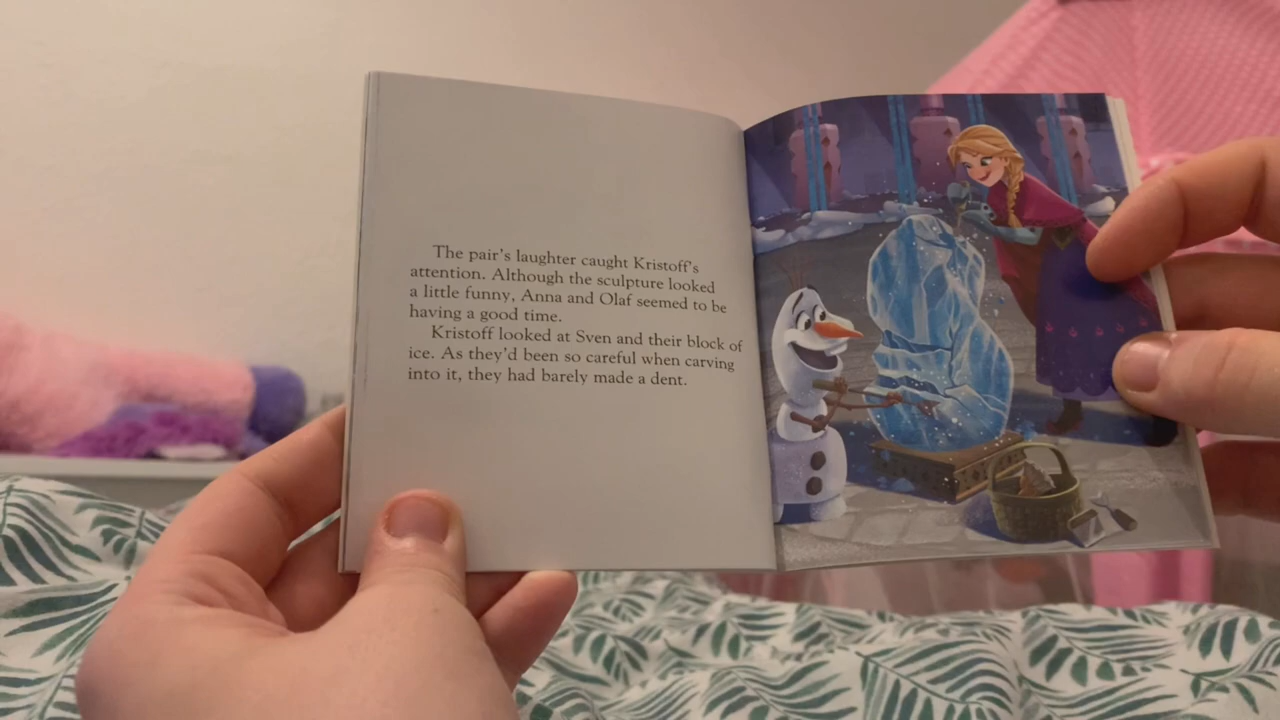 The pair's laughter caught Kristoff's
attention. Although the sculpture looked
a little funny, Anna and Olaf seemed to be
having a good time.
Kristoff looked at Sven and their block of
ice. As they'd been so careful when carving
into it, they had barely made a dent.